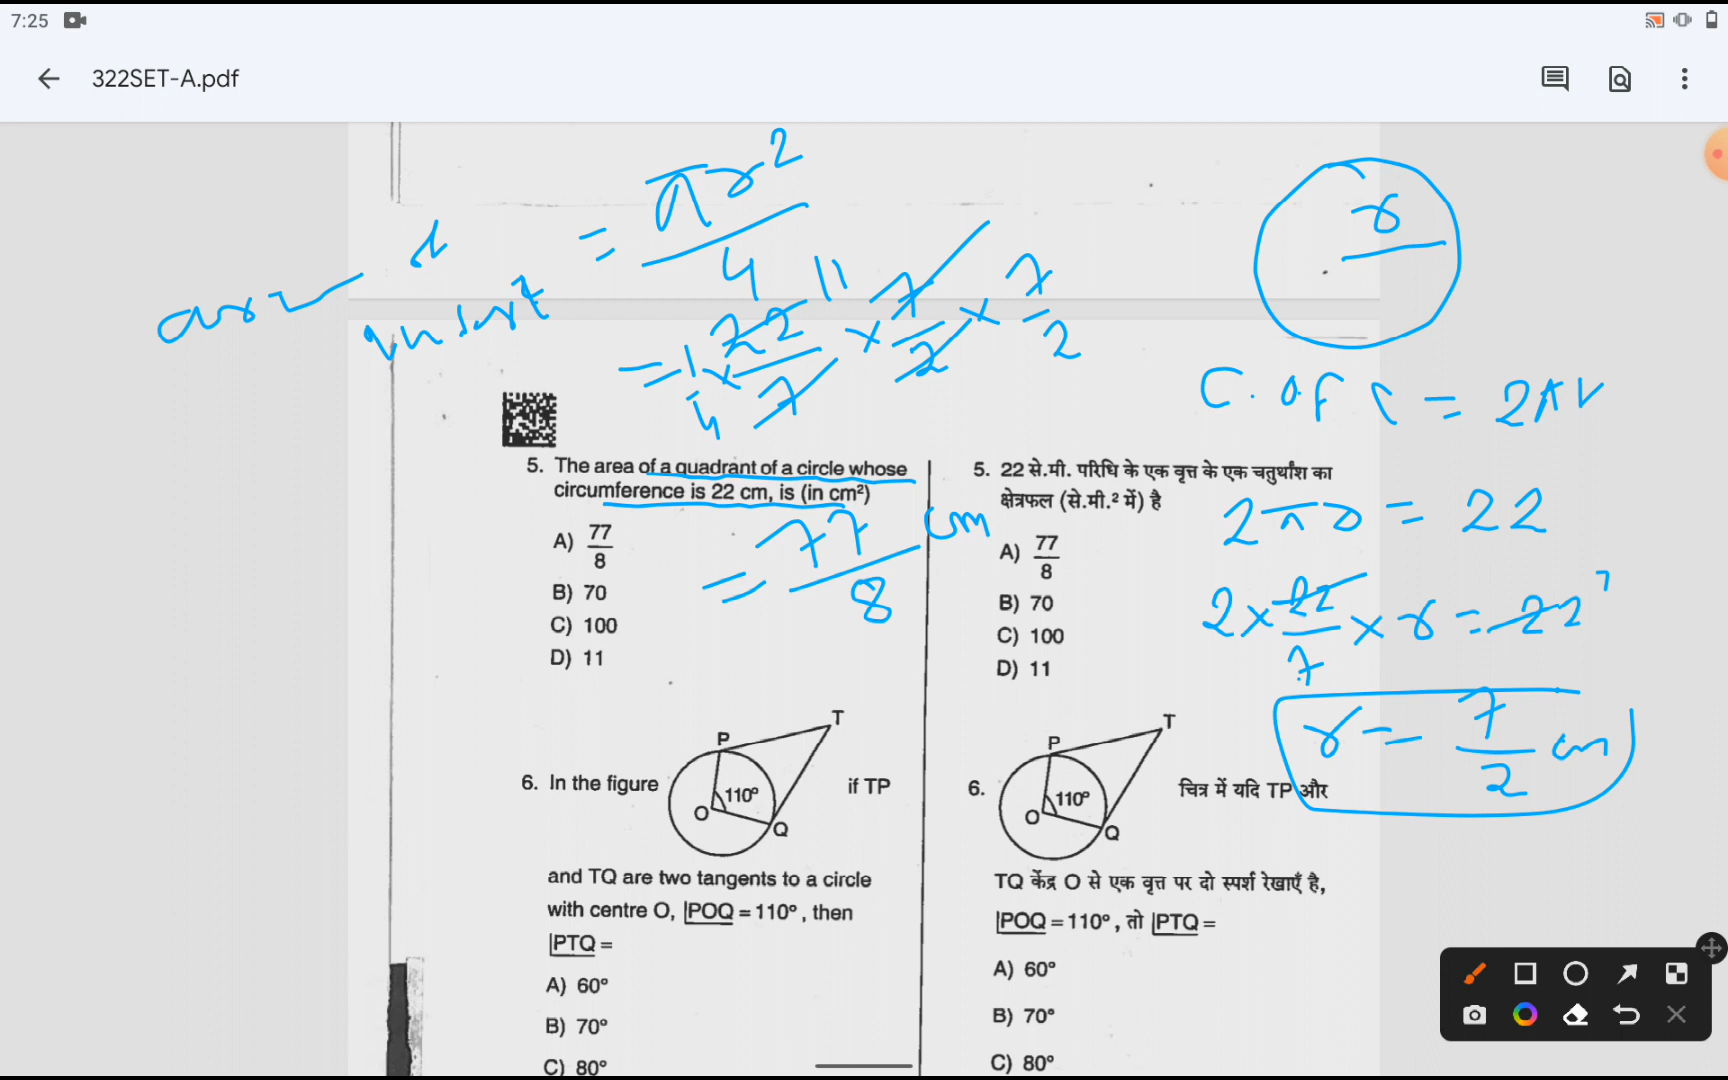 7:25
322SET-A.pdf
= πr²/4
area of
quadrant
= 1/4 × 22/7 × 7/2 × 7/2
11
r
C. of C = 2πr
5. The area of a quadrant of a circle whose
circumference is 22 cm, is (in cm²)
A) 77/8
B) 70
C) 100
D) 11
= 77/8 cm
5. 22 से.मी. परिधि के एक वृत्त के एक चतुर्थांश का
क्षेत्रफल (से.मी.² में) है
A) 77/8
B) 70
C) 100
D) 11
2πr = 22
2 × 22/7 × r = 22
r = 7/2 cm
6. In the figure
P
T
110°
O
Q
if TP
and TQ are two tangents to a circle
with centre O, |POQ = 110°, then
|PTQ =
A) 60°
B) 70°
C) 80°
6.
P
T
110°
O
Q
चित्र में यदि TP और
TQ केंद्र O से एक वृत्त पर दो स्पर्श रेखाएँ है,
|POQ = 110°, तो |PTQ =
A) 60°
B) 70°
C) 80°